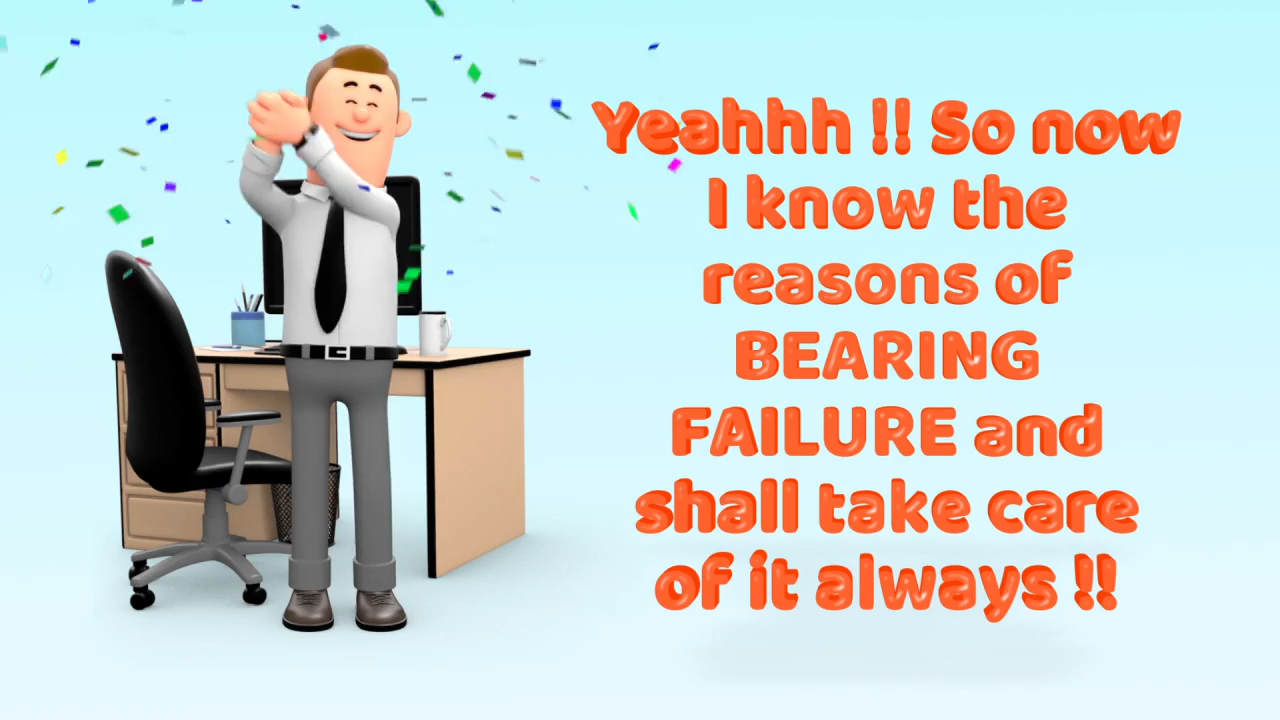 Yeahhh !! So now
I know the
reasons of
BEARING
FAILURE and
shall take care
of it always !!